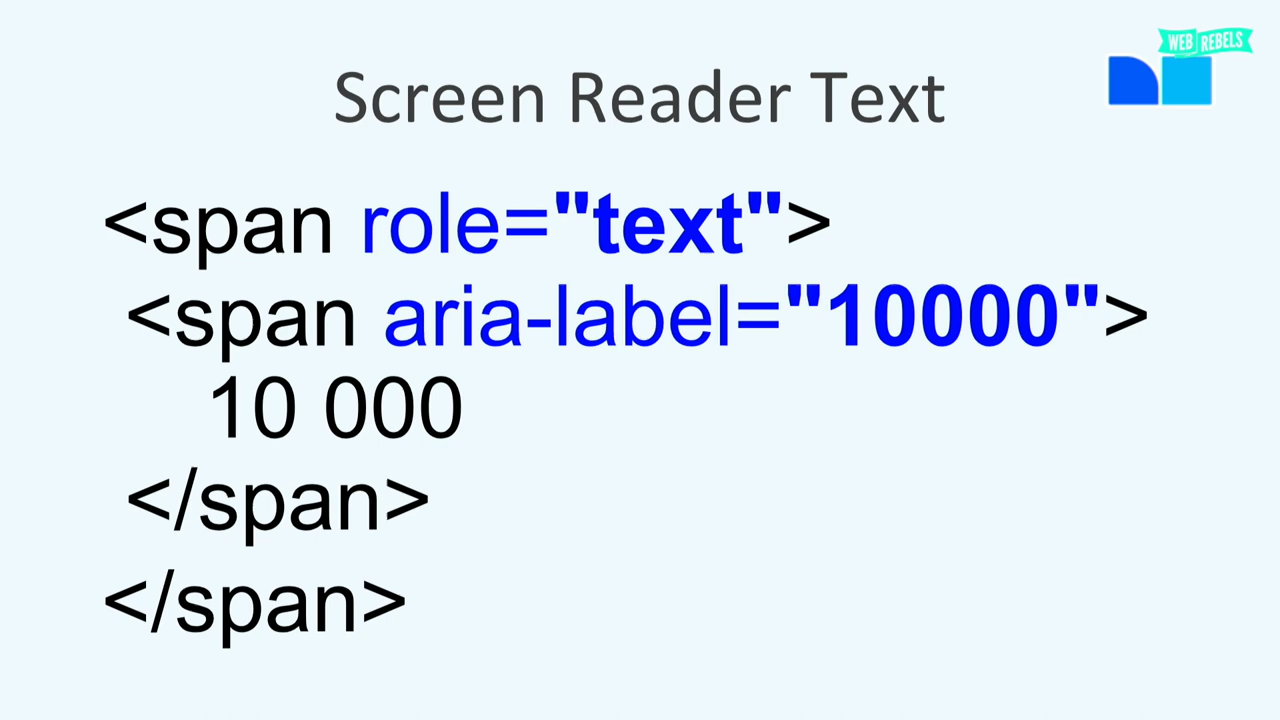 WEB REBELS
Screen Reader Text
<span role="text">
<span aria-label="10000">
10 000
</span>
</span>